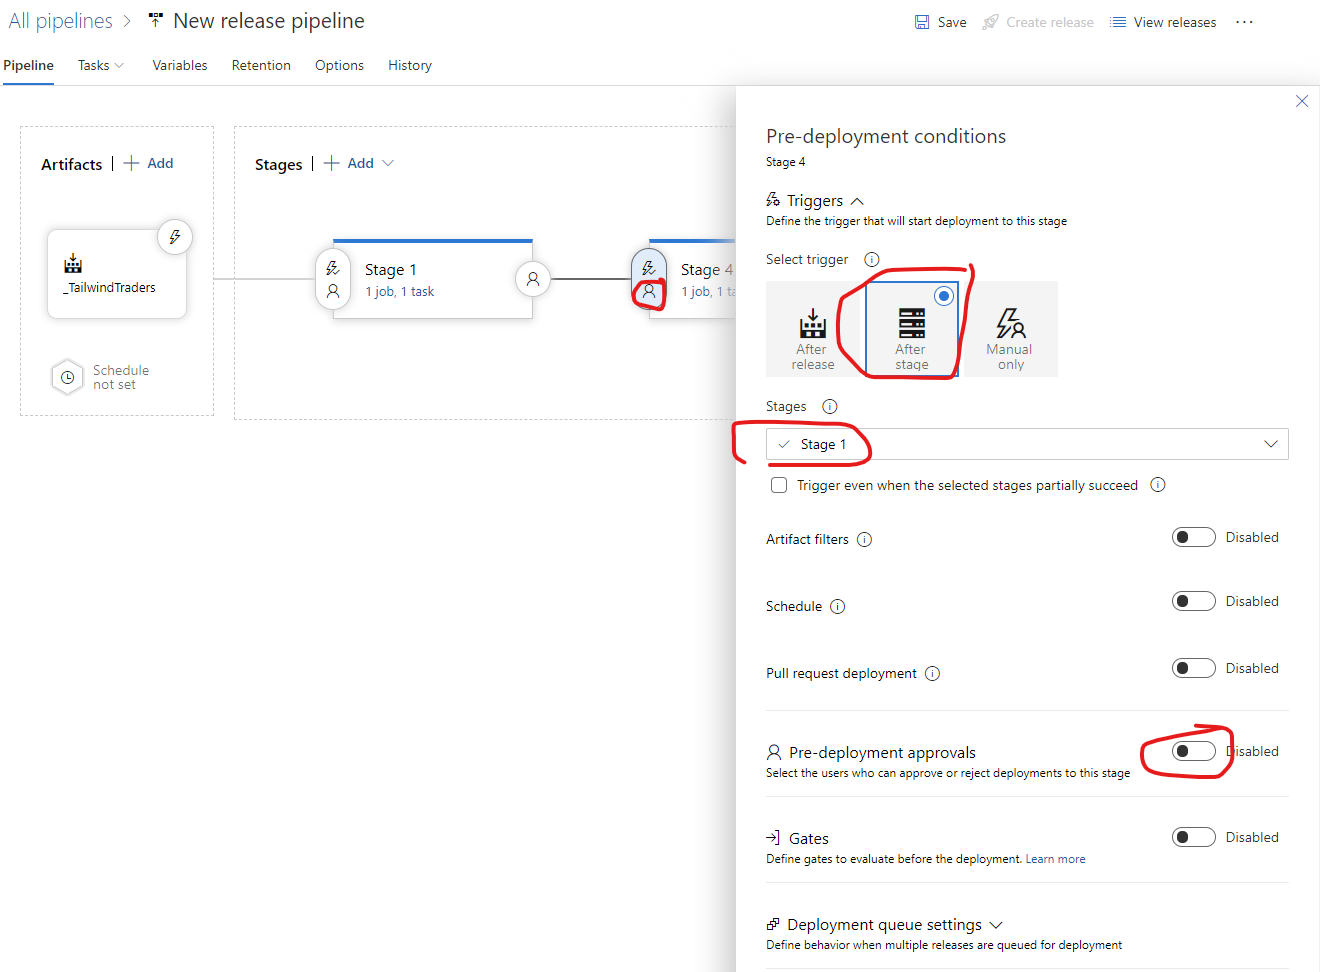 All pipelines > New release pipeline
Save Create release View releases ...
Pipeline Tasks Variables Retention Options History
Artifacts | + Add
Stages | + Add
_TailwindTraders
Schedule
not set
Stage 1
1 job, 1 task
Stage 4
1 job, 1 ta
Pre-deployment conditions
Stage 4
Triggers
Define the trigger that will start deployment to this stage
Select trigger
After
release
After
stage
Manual
only
Stages
Stage 1
Trigger even when the selected stages partially succeed
Artifact filters Disabled
Schedule Disabled
Pull request deployment Disabled
Pre-deployment approvals Disabled
Select the users who can approve or reject deployments to this stage
Gates Disabled
Define gates to evaluate before the deployment. Learn more
Deployment queue settings
Define behavior when multiple releases are queued for deployment